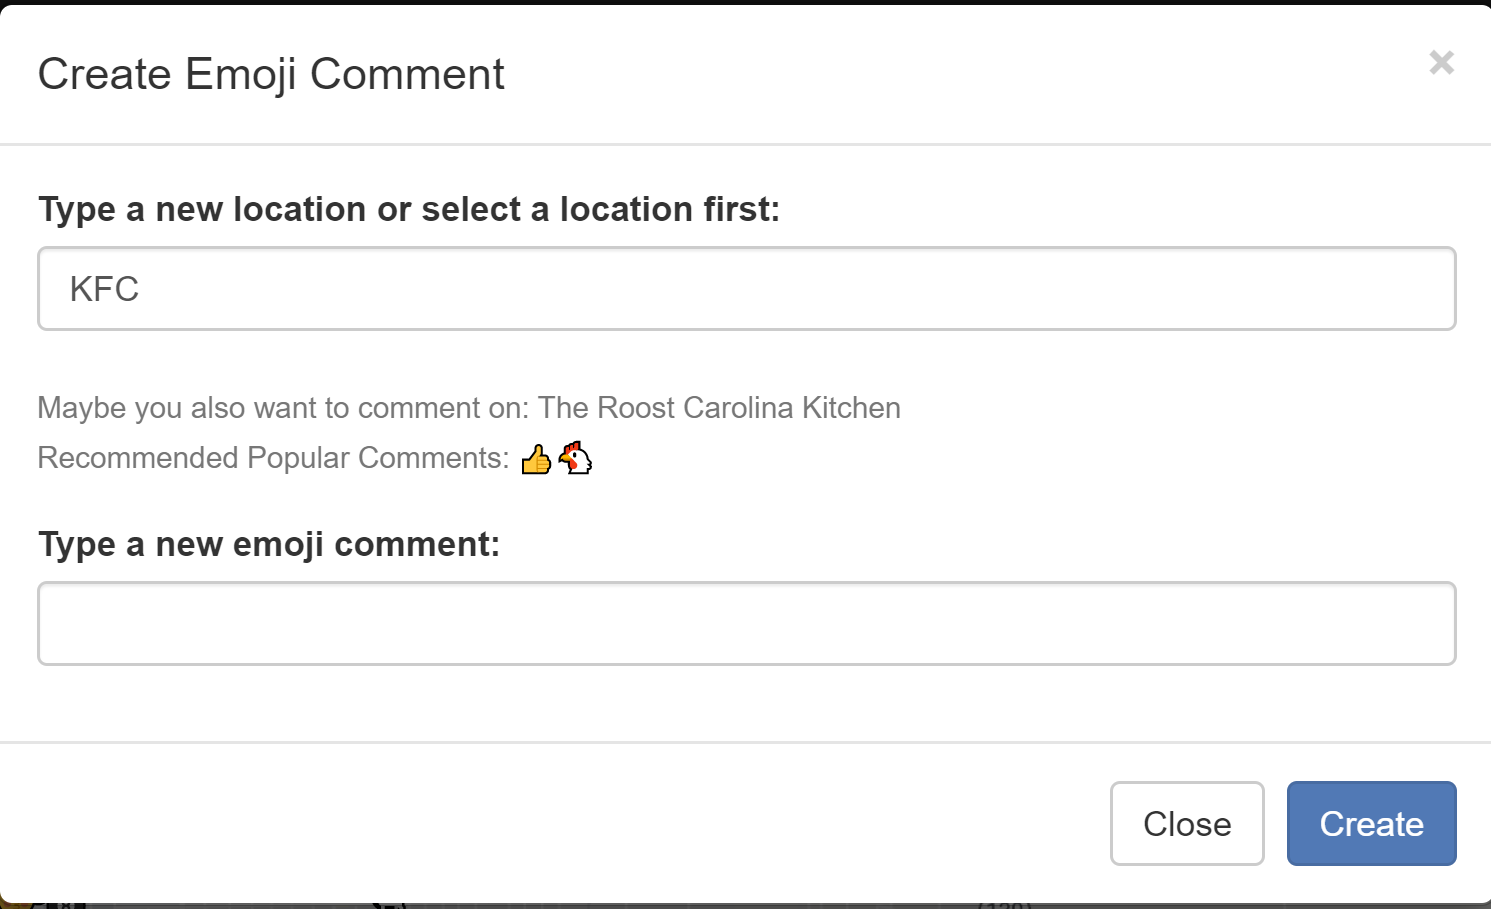 Create Emoji Comment
×
Type a new location or select a location first:
KFC
Maybe you also want to comment on: The Roost Carolina Kitchen
Recommended Popular Comments: 👍🐔
Type a new emoji comment:
Close
Create